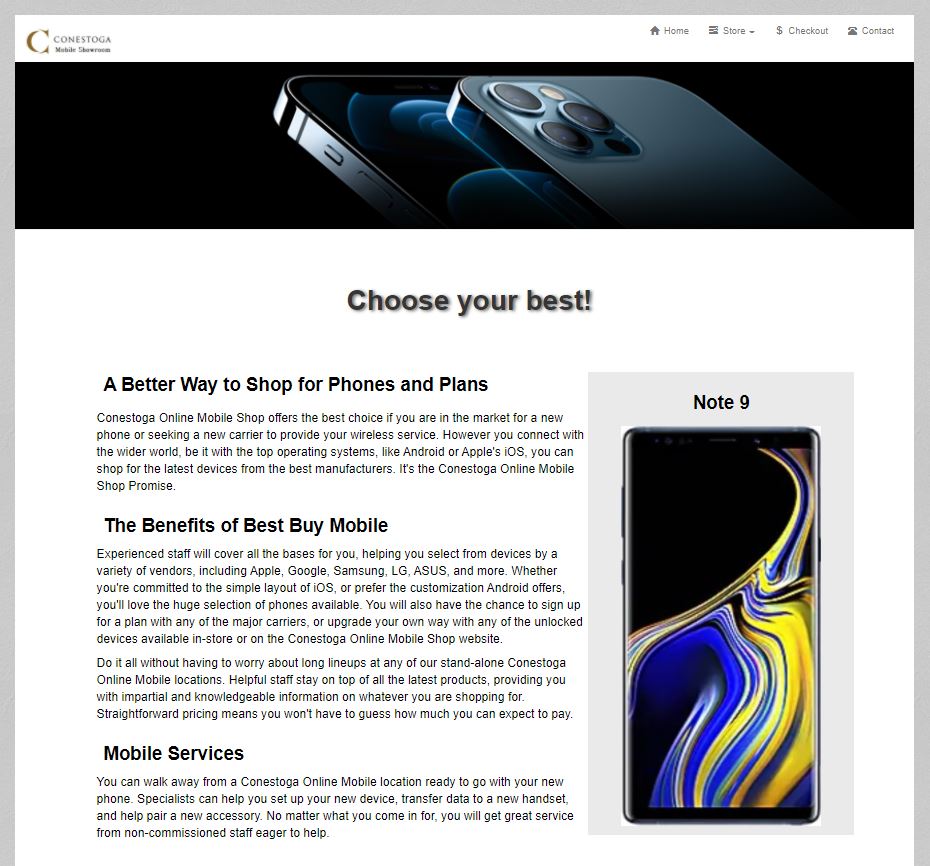 CONESTOGA
Mobile Showroom
Home Store Checkout Contact
Choose your best!
A Better Way to Shop for Phones and Plans
Conestoga Online Mobile Shop offers the best choice if you are in the market for a new
phone or seeking a new carrier to provide your wireless service. However you connect with
the wider world, be it with the top operating systems, like Android or Apple's iOS, you can
shop for the latest devices from the best manufacturers. It's the Conestoga Online Mobile
Shop Promise.
The Benefits of Best Buy Mobile
Experienced staff will cover all the bases for you, helping you select from devices by a
variety of vendors, including Apple, Google, Samsung, LG, ASUS, and more. Whether
you're committed to the simple layout of iOS, or prefer the customization Android offers,
you'll love the huge selection of phones available. You will also have the chance to sign up
for a plan with any of the major carriers, or upgrade your own way with any of the unlocked
devices available in-store or on the Conestoga Online Mobile Shop website.
Do it all without having to worry about long lineups at any of our stand-alone Conestoga
Online Mobile locations. Helpful staff stay on top of all the latest products, providing you
with impartial and knowledgeable information on whatever you are shopping for.
Straightforward pricing means you won't have to guess how much you can expect to pay.
Mobile Services
You can walk away from a Conestoga Online Mobile location ready to go with your new
phone. Specialists can help you set up your new device, transfer data to a new handset,
and help pair a new accessory. No matter what you come in for, you will get great service
from non-commissioned staff eager to help.
Note 9